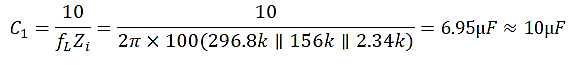 C₁ = 10 / f_L Z_i = 10 / 2π × 100(296.8k ∥ 156k ∥ 2.34k) = 6.95μF ≈ 10μF